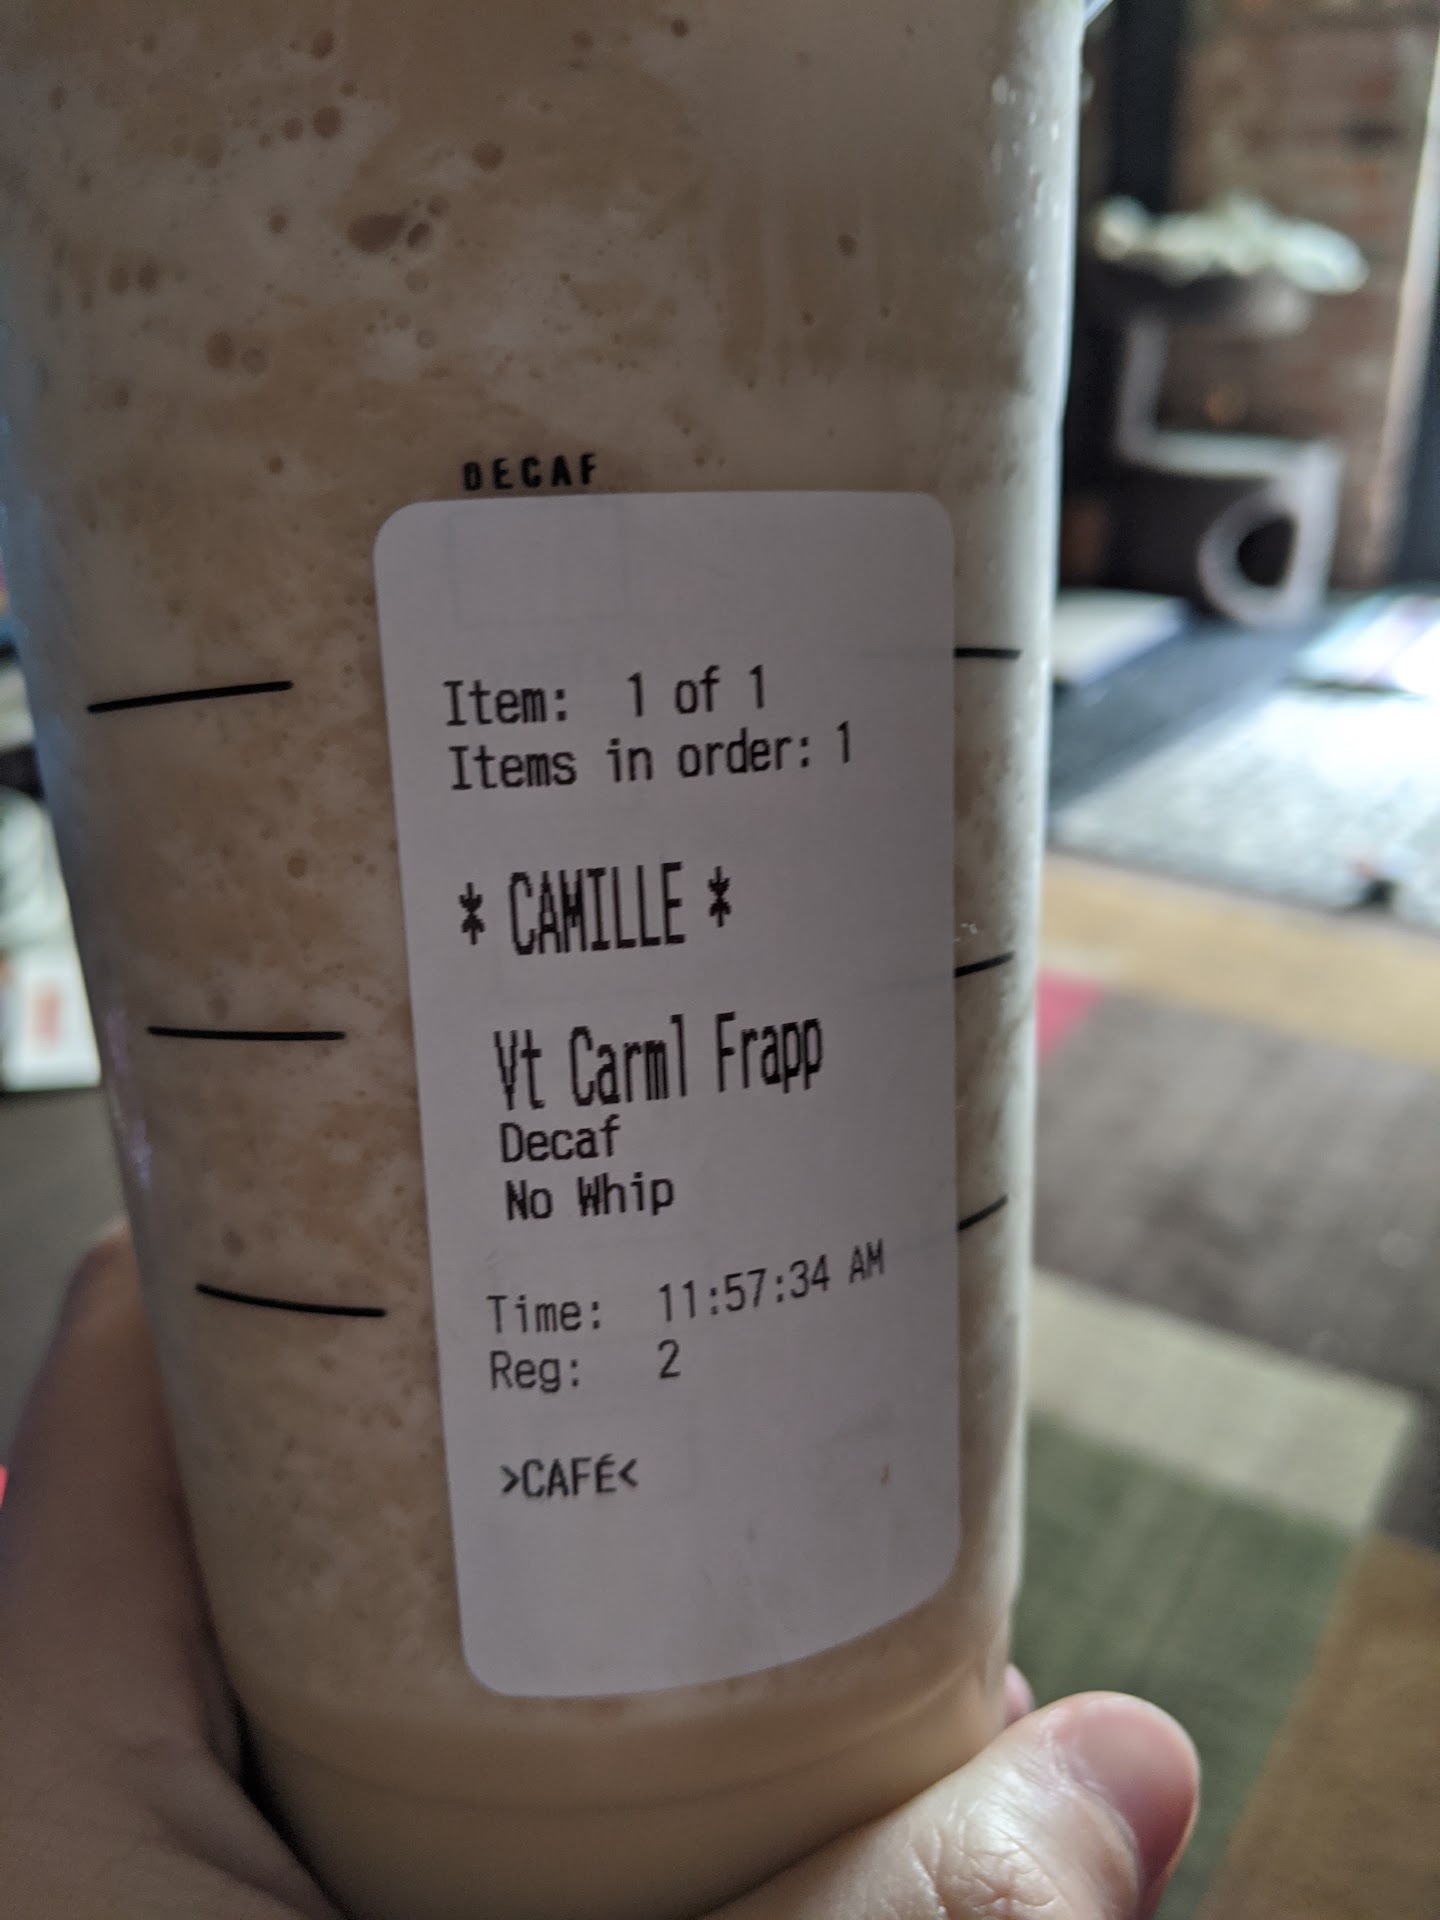 DECAF
Item: 1 of 1
Items in order: 1
* CAMILLE *
Vt Carml Frapp
Decaf
No Whip
Time: 11:57:34 AM
Reg: 2
>CAFÉ<